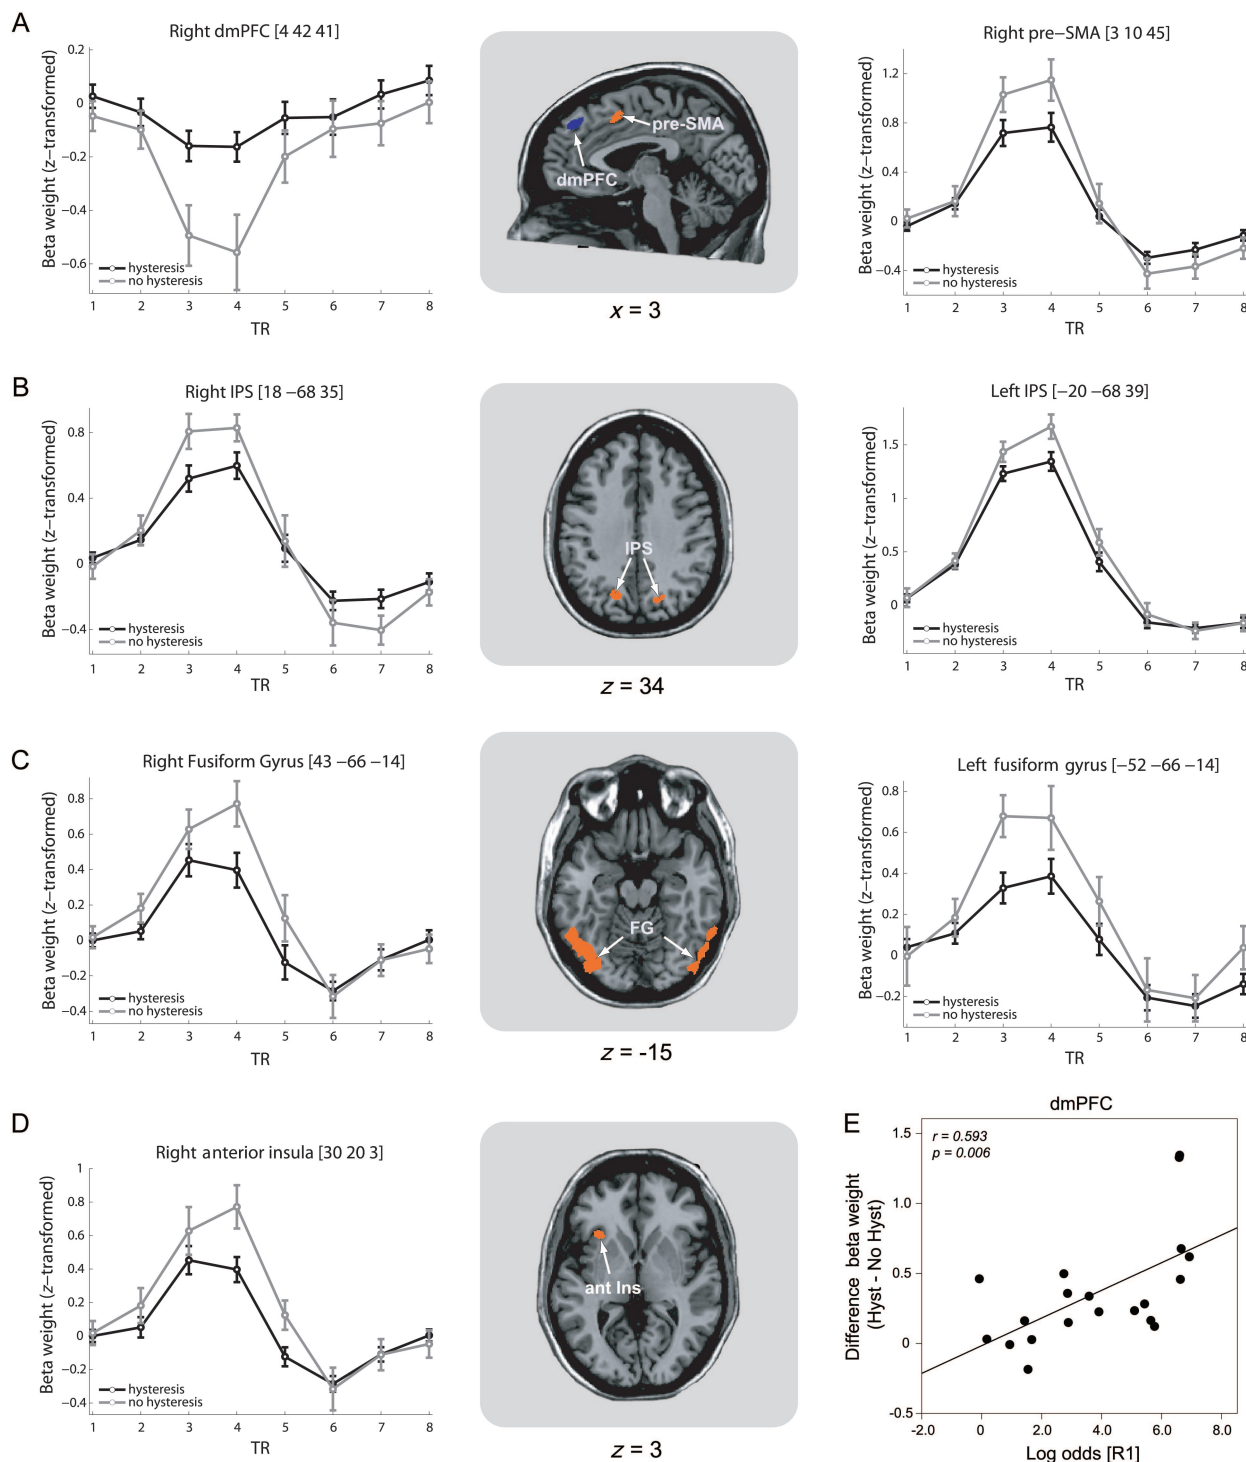 A
Right dmPFC [4 42 41]
Beta weight (z−transformed)
0.2
0
−0.2
−0.4
−0.6
hysteresis
no hysteresis
1 2 3 4 5 6 7 8
TR
pre-SMA
dmPFC
x = 3
Right pre−SMA [3 10 45]
Beta weight (z−transformed)
1.2
0.8
0.4
0
−0.4
hysteresis
no hysteresis
1 2 3 4 5 6 7 8
TR
B
Right IPS [18 −68 35]
Beta weight (z−transformed)
0.8
0.4
0
−0.4
hysteresis
no hysteresis
1 2 3 4 5 6 7 8
TR
IPS
z = 34
Left IPS [−20 −68 39]
Beta weight (z−transformed)
1.5
1
0.5
0
hysteresis
no hysteresis
1 2 3 4 5 6 7 8
TR
C
Right Fusiform Gyrus [43 −66 −14]
Beta weight (z−transformed)
0.8
0.6
0.4
0.2
0
−0.2
−0.4
hysteresis
no hysteresis
1 2 3 4 5 6 7 8
TR
FG
z = -15
Left fusiform gyrus [−52 −66 −14]
Beta weight (z−transformed)
0.8
0.6
0.4
0.2
0
−0.2
hysteresis
no hysteresis
1 2 3 4 5 6 7 8
TR
D
Right anterior insula [30 20 3]
Beta weight (z−transformed)
1
0.8
0.6
0.4
0.2
0
−0.2
−0.4
hysteresis
no hysteresis
1 2 3 4 5 6 7 8
TR
ant Ins
z = 3
E
dmPFC
Difference beta weight
(Hyst - No Hyst)
r = 0.593
p = 0.006
1.5
1.0
0.5
0
-0.5
-2.0 0 2.0 4.0 6.0 8.0
Log odds [R1]